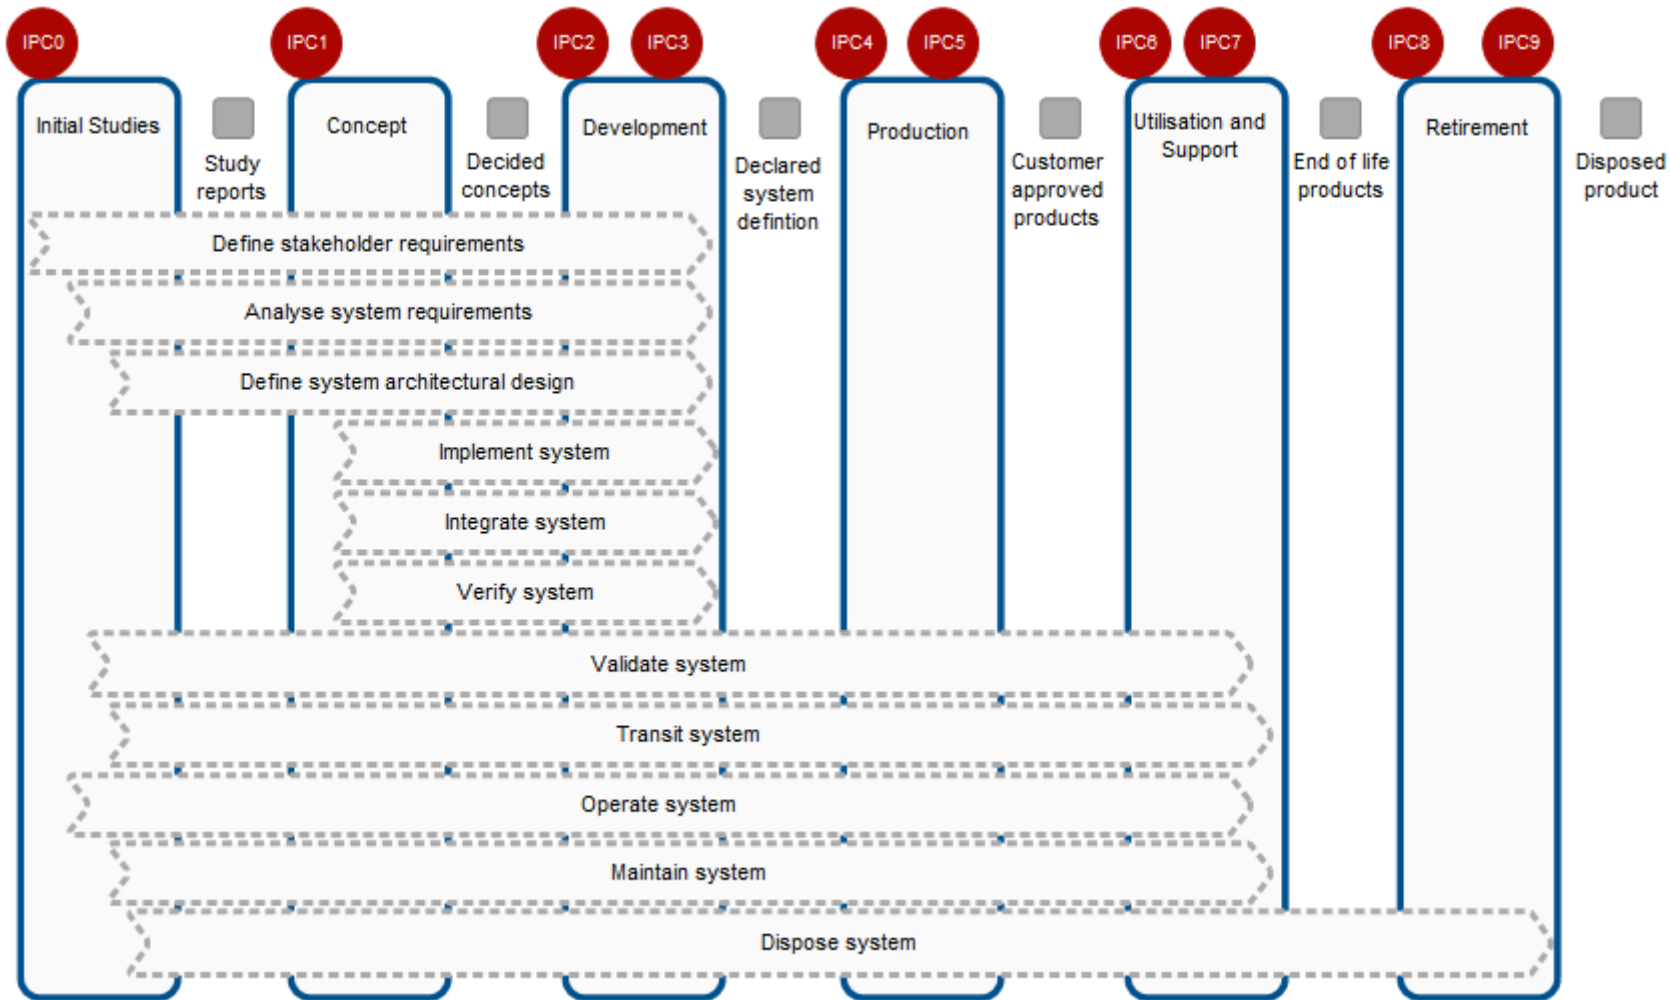 IPC0
IPC1
IPC2
IPC3
IPC4
IPC5
IPC6
IPC7
IPC8
IPC9
Initial Studies
Study
reports
Concept
Decided
concepts
Development
Declared
system
defintion
Production
Customer
approved
products
Utilisation and
Support
End of life
products
Retirement
Disposed
product
Define stakeholder requirements
Analyse system requirements
Define system architectural design
Implement system
Integrate system
Verify system
Validate system
Transit system
Operate system
Maintain system
Dispose system